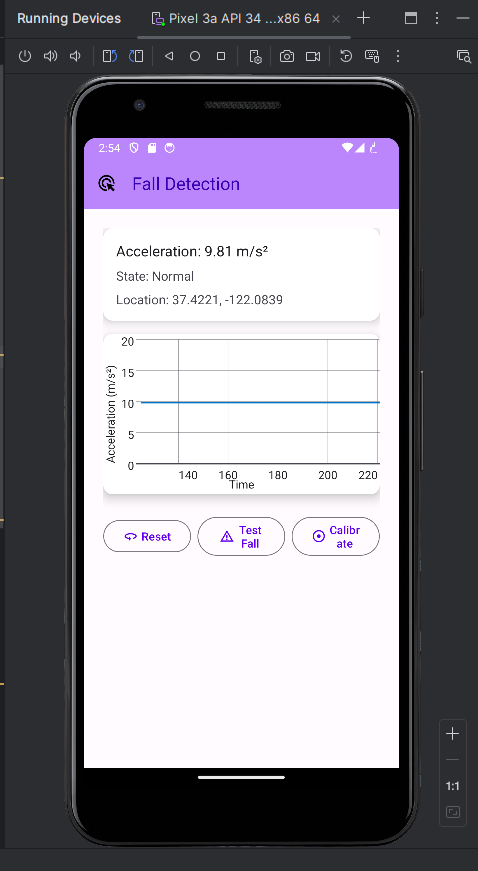 Running Devices
Pixel 3a API 34 ...x86 64
2:54
Fall Detection
Acceleration: 9.81 m/s²
State: Normal
Location: 37.4221, -122.0839
Acceleration (m/s²)
20
15
10
5
0
140 160 180 200 220
Time
Reset
Test
Fall
Calibr
ate
1:1